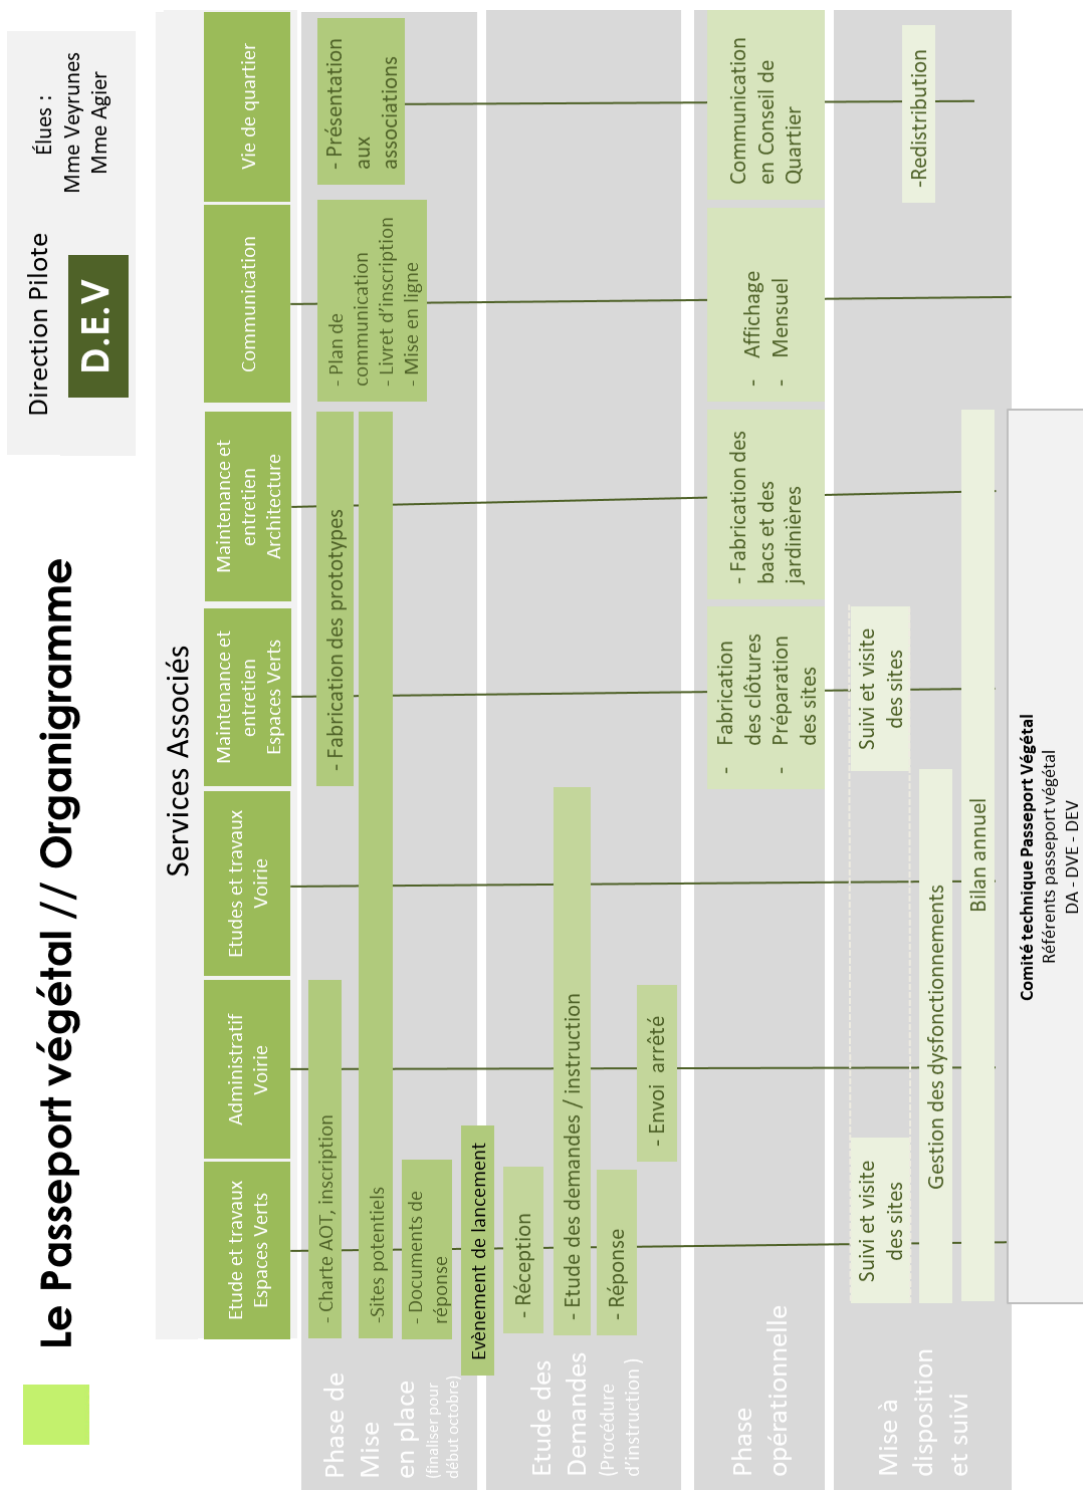 Le Passeport végétal // Organigramme
Direction Pilote
D.E.V
Élues :
Mme Veyrunes
Mme Agier
Services Associés
Etude et travaux
Espaces Verts
Administratif
Voirie
Etudes et travaux
Voirie
Maintenance et
entretien
Espaces Verts
Maintenance et
entretien
Architecture
Communication
Vie de quartier
Phase de
Mise
en place
(finaliser pour
début octobre)
- Charte AOT, inscription
-Sites potentiels
- Documents de
réponse
- Fabrication des prototypes
- Plan de
communication
- Livret d'inscription
- Mise en ligne
- Présentation
aux
associations
Evènement de lancement
Etude des
Demandes
(Procédure
d'instruction )
- Réception
- Etude des demandes / instruction
- Réponse
- Envoi arrêté
Phase
opérationnelle
- Fabrication
des clôtures
- Préparation
des sites
- Fabrication des
bacs et des
jardinières
- Affichage
- Mensuel
Communication
en Conseil de
Quartier
Mise à
disposition
et suivi
Suivi et visite
des sites
Suivi et visite
des sites
-Redistribution
Gestion des dysfonctionnements
Bilan annuel
Comité technique Passeport Végétal
Référents passeport végétal
DA - DVE - DEV